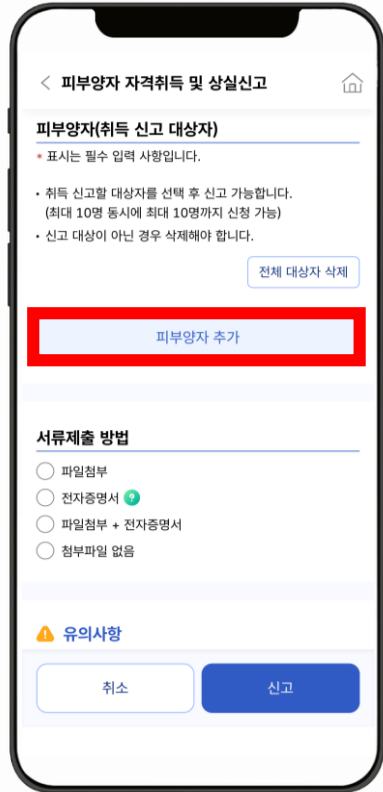 < 피부양자 자격취득 및 상실신고
피부양자(취득 신고 대상자)
* 표시는 필수 입력 사항입니다.
• 취득 신고할 대상자를 선택 후 신고 가능합니다.
(최대 10명 동시에 최대 10명까지 신청 가능)
• 신고 대상이 아닌 경우 삭제해야 합니다.
전체 대상자 삭제
피부양자 추가
서류제출 방법
파일첨부
전자증명서 ?
파일첨부 + 전자증명서
첨부파일 없음
유의사항
취소
신고